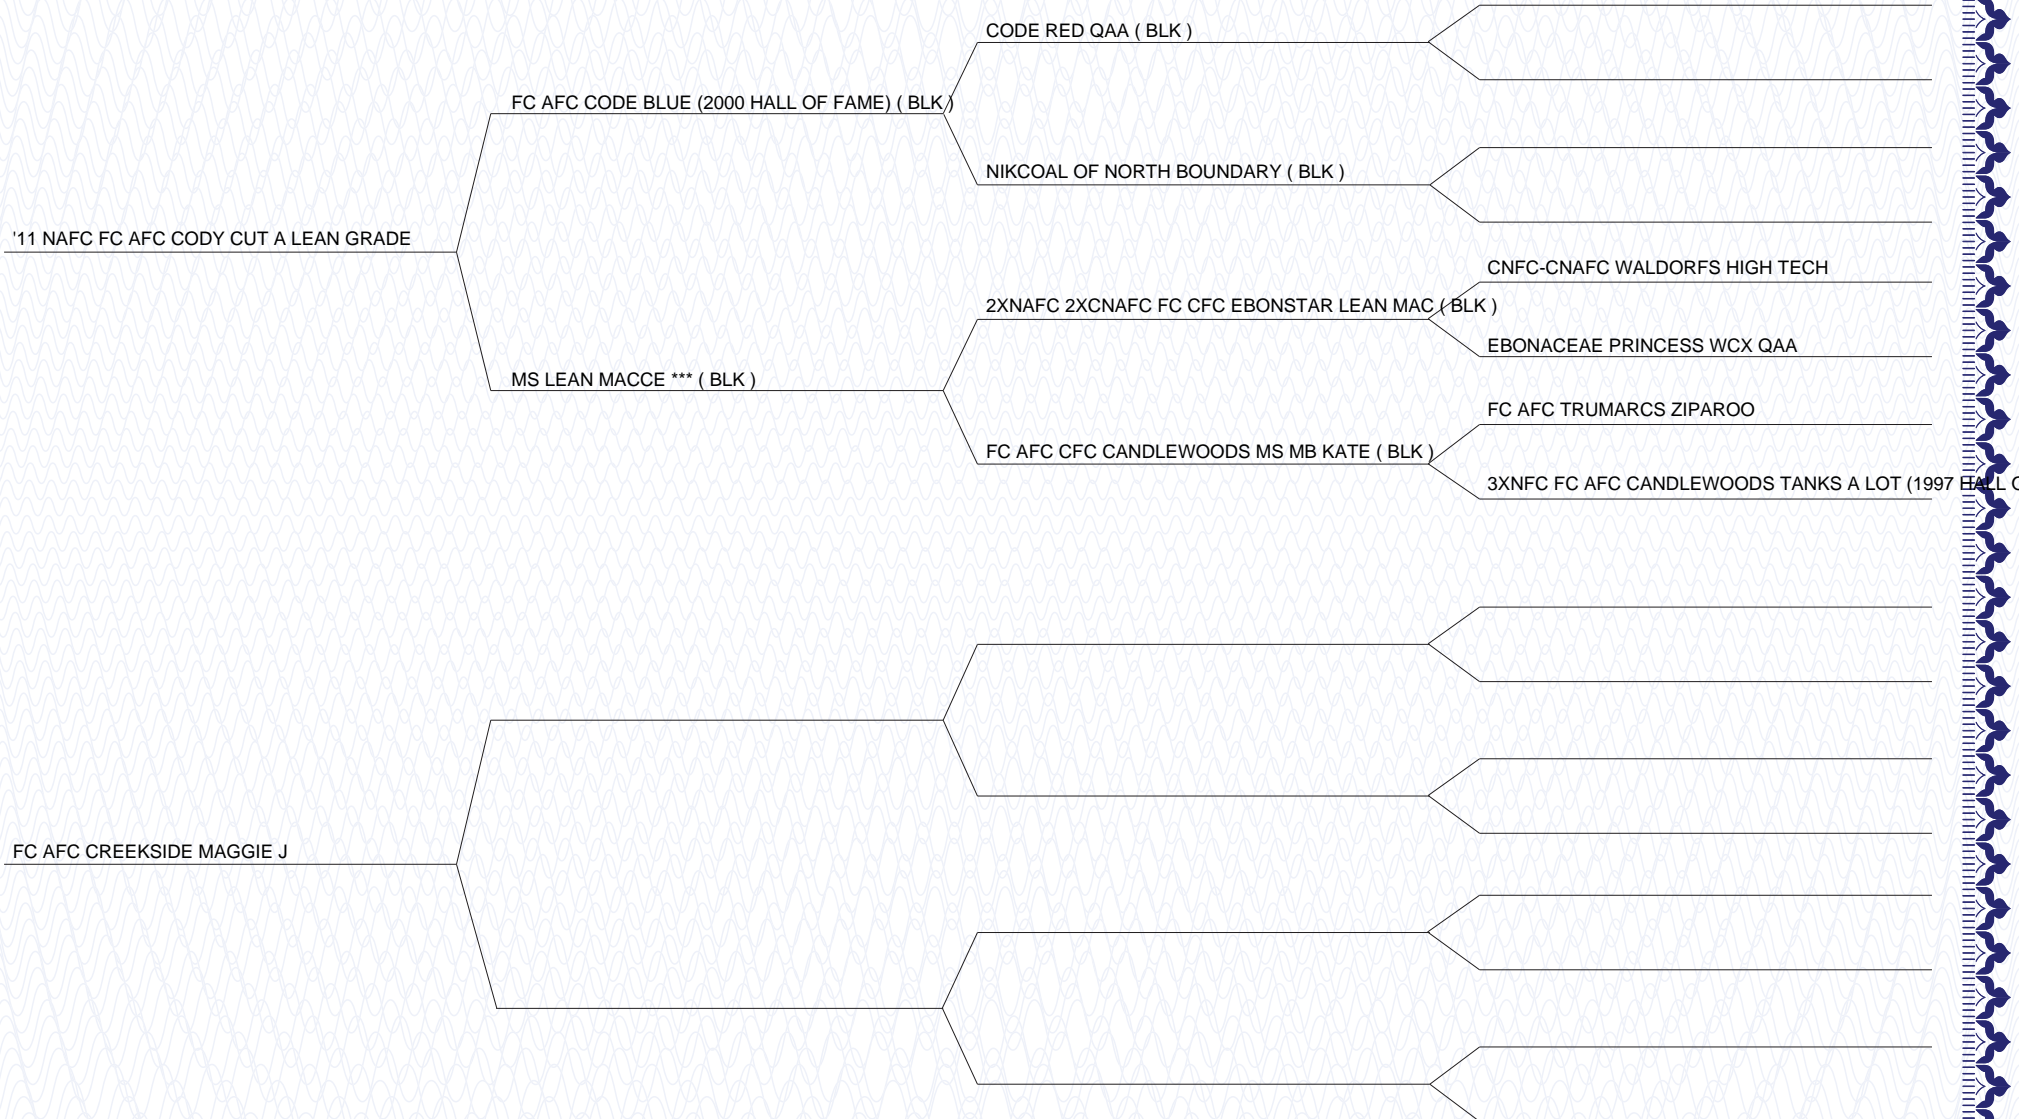 CODE RED QAA ( BLK )
FC AFC CODE BLUE (2000 HALL OF FAME) ( BLK )
NIKCOAL OF NORTH BOUNDARY ( BLK )
'11 NAFC FC AFC CODY CUT A LEAN GRADE
CNFC-CNAFC WALDORFS HIGH TECH
2XNAFC 2XCNAFC FC CFC EBONSTAR LEAN MAC ( BLK )
EBONACEAE PRINCESS WCX QAA
MS LEAN MACCE *** ( BLK )
FC AFC TRUMARCS ZIPAROO
FC AFC CFC CANDLEWOODS MS MB KATE ( BLK )
3XNFC FC AFC CANDLEWOODS TANKS A LOT (1997 HALL
FC AFC CREEKSIDE MAGGIE J